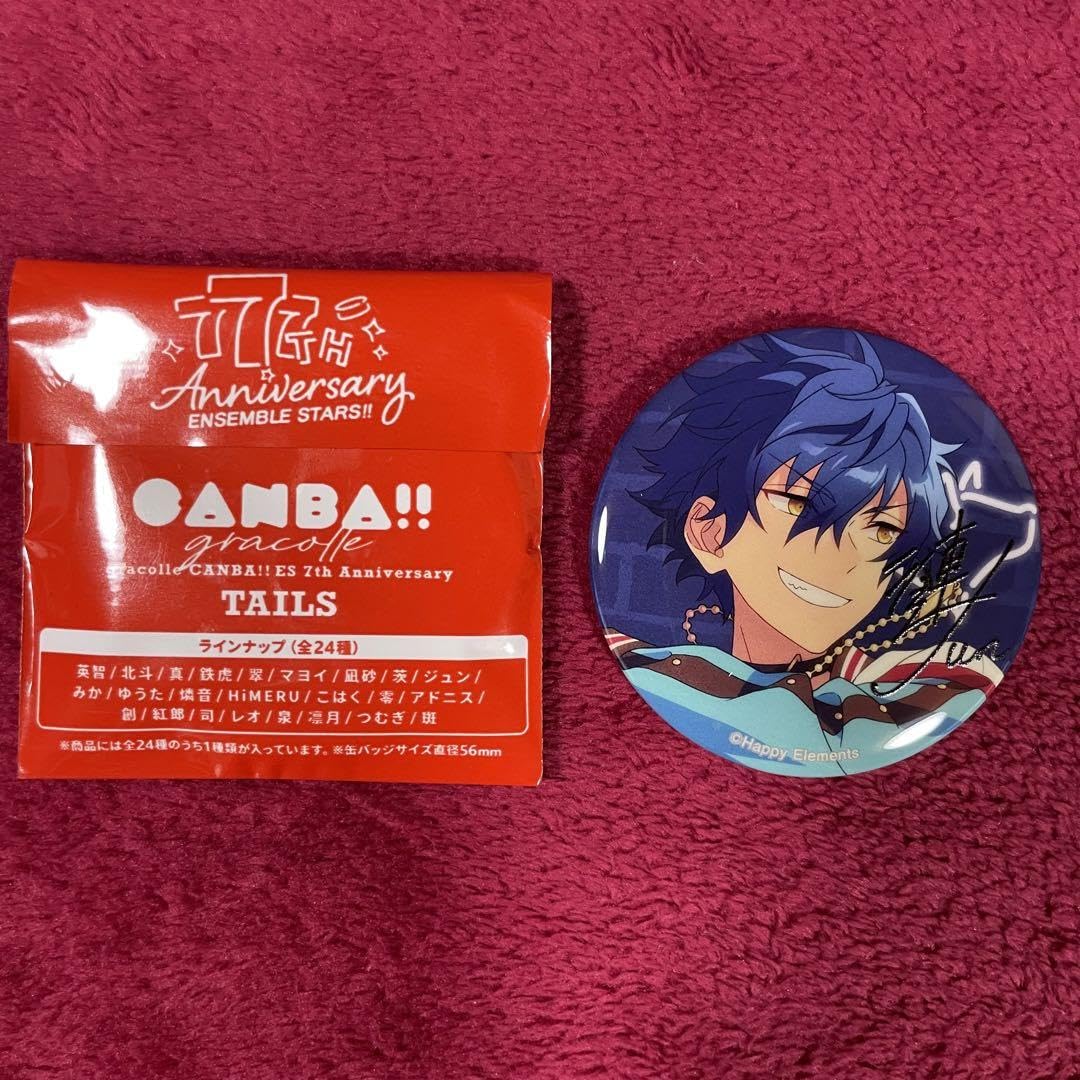 7TH
Anniversary
ENSEMBLE STARS!!
CANBA!!
gracolle
gracolle CANBA!! ES 7th Anniversary
TAILS
ラインナップ(全24種)
英智/北斗/真/鉄虎/翠/マヨイ/凪砂/茨/ジュン/
みか/ゆうた/燐音/HiMERU/こはく/零/アドニス/
創/紅郎/司/レオ/泉/凛月/つむぎ/斑
※商品には全24種のうち1種類が入っています。※缶バッジサイズ直径56mm
Jun
©Happy Elements